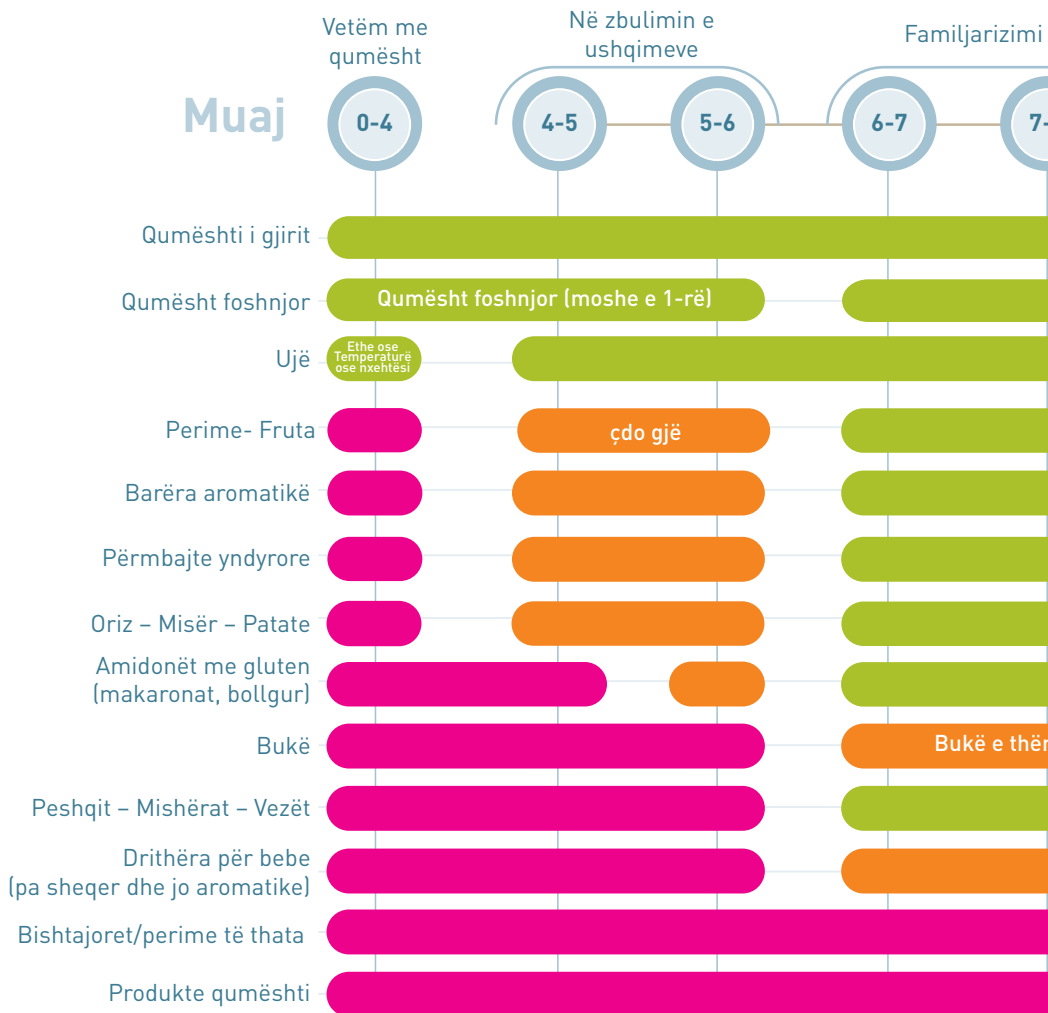 Vetëm me
qumësht
Në zbulimin e
ushqimeve
Familjarizimi
Muaj
0-4
4-5
5-6
6-7
7-
Qumështi i gjirit
Qumësht foshnjor
Qumësht foshnjor (moshe e 1-rë)
Ujë
Ethe ose
Temperaturë
ose nxehtësi
Perime- Fruta
çdo gjë
Barëra aromatikë
Përmbajte yndyrore
Oriz – Misër – Patate
Amidonët me gluten
(makaronat, bollgur)
Bukë
Bukë e thër
Peshqit – Mishërat – Vezët
Drithëra për bebe
(pa sheqer dhe jo aromatike)
Bishtajoret/perime të thata
Produkte qumështi